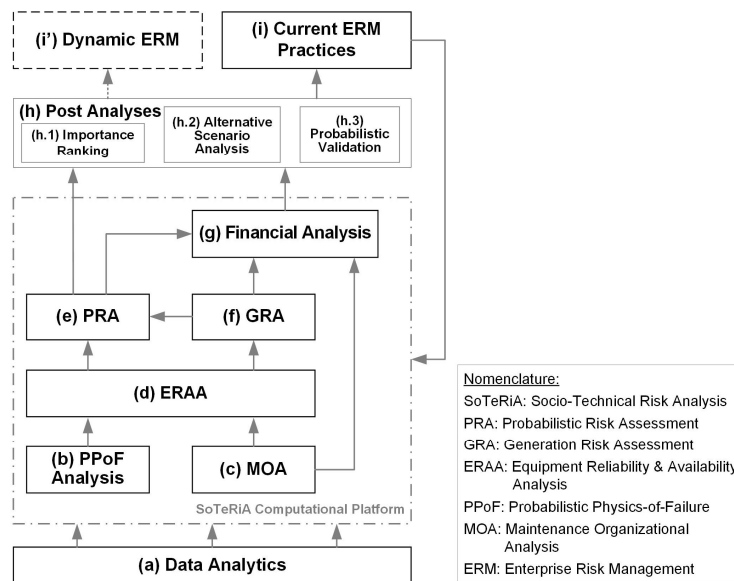 (i') Dynamic ERM
(i) Current ERM
Practices
(h) Post Analyses
(h.1) Importance
Ranking
(h.2) Alternative
Scenario
Analysis
(h.3)
Probabilistic
Validation
(g) Financial Analysis
(e) PRA
(f) GRA
(d) ERAA
(b) PPoF
Analysis
(c) MOA
SoTeRiA Computational Platform
(a) Data Analytics
Nomenclature:
SoTeRiA: Socio-Technical Risk Analysis
PRA: Probabilistic Risk Assessment
GRA: Generation Risk Assessment
ERAA: Equipment Reliability & Availability
Analysis
PPoF: Probabilistic Physics-of-Failure
MOA: Maintenance Organizational
Analysis
ERM: Enterprise Risk Management